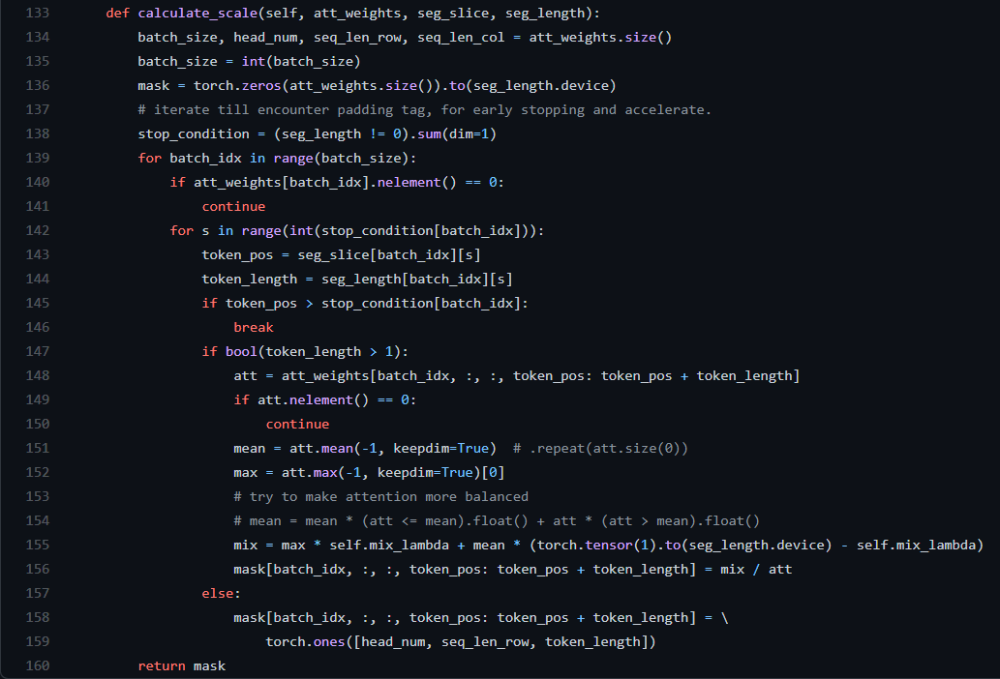 133 def calculate_scale(self, att_weights, seg_slice, seg_length):
134 batch_size, head_num, seq_len_row, seq_len_col = att_weights.size()
135 batch_size = int(batch_size)
136 mask = torch.zeros(att_weights.size()).to(seg_length.device)
137 # iterate till encounter padding tag, for early stopping and accelerate.
138 stop_condition = (seg_length != 0).sum(dim=1)
139 for batch_idx in range(batch_size):
140 if att_weights[batch_idx].nelement() == 0:
141 continue
142 for s in range(int(stop_condition[batch_idx])):
143 token_pos = seg_slice[batch_idx][s]
144 token_length = seg_length[batch_idx][s]
145 if token_pos > stop_condition[batch_idx]:
146 break
147 if bool(token_length > 1):
148 att = att_weights[batch_idx, :, :, token_pos: token_pos + token_length]
149 if att.nelement() == 0:
150 continue
151 mean = att.mean(-1, keepdim=True)  # .repeat(att.size(0))
152 max = att.max(-1, keepdim=True)[0]
153 # try to make attention more balanced
154 # mean = mean * (att <= mean).float() + att * (att > mean).float()
155 mix = max * self.mix_lambda + mean * (torch.tensor(1).to(seg_length.device) - self.mix_lambda)
156 mask[batch_idx, :, :, token_pos: token_pos + token_length] = mix / att
157 else:
158 mask[batch_idx, :, :, token_pos: token_pos + token_length] = \
159 torch.ones([head_num, seq_len_row, token_length])
160 return mask